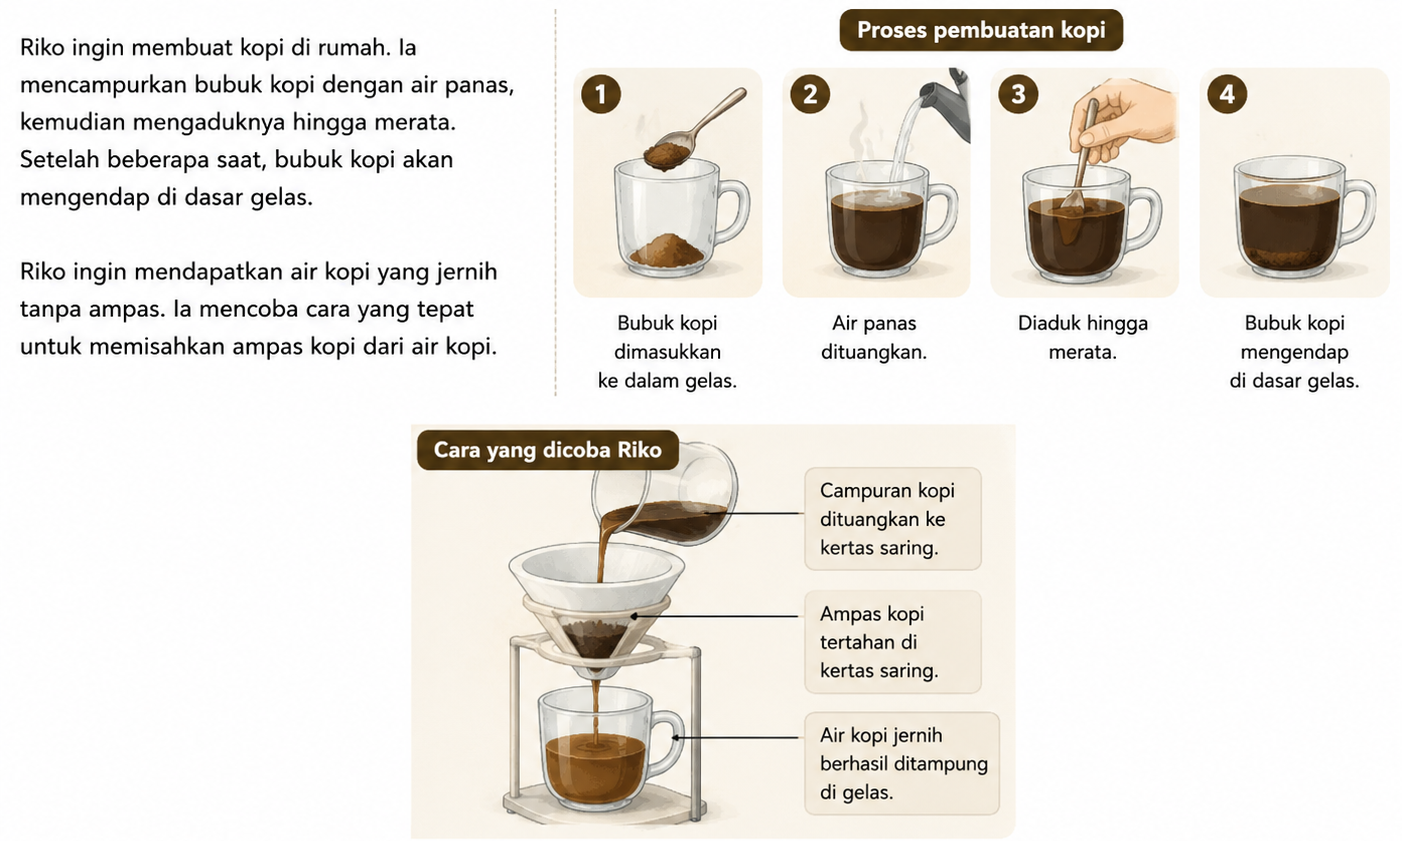 Riko ingin membuat kopi di rumah. Ia
mencampurkan bubuk kopi dengan air panas,
kemudian mengaduknya hingga merata.
Setelah beberapa saat, bubuk kopi akan
mengendap di dasar gelas.
Riko ingin mendapatkan air kopi yang jernih
tanpa ampas. Ia mencoba cara yang tepat
untuk memisahkan ampas kopi dari air kopi.
Proses pembuatan kopi
1
Bubuk kopi
dimasukkan
ke dalam gelas.
2
Air panas
dituangkan.
3
Diaduk hingga
merata.
4
Bubuk kopi
mengendap
di dasar gelas.
Cara yang dicoba Riko
Campuran kopi
dituangkan ke
kertas saring.
Ampas kopi
tertahan di
kertas saring.
Air kopi jernih
berhasil ditampung
di gelas.